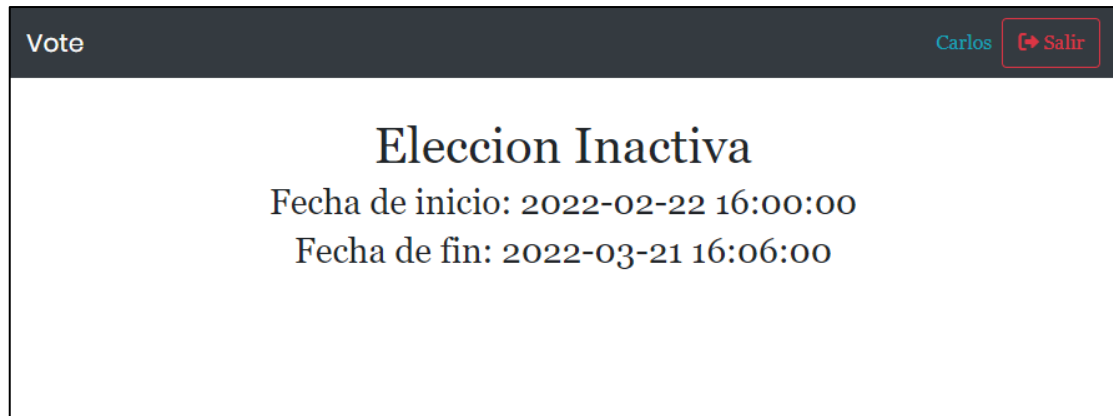 Vote
Carlos
Salir
Eleccion Inactiva
Fecha de inicio: 2022-02-22 16:00:00
Fecha de fin: 2022-03-21 16:06:00